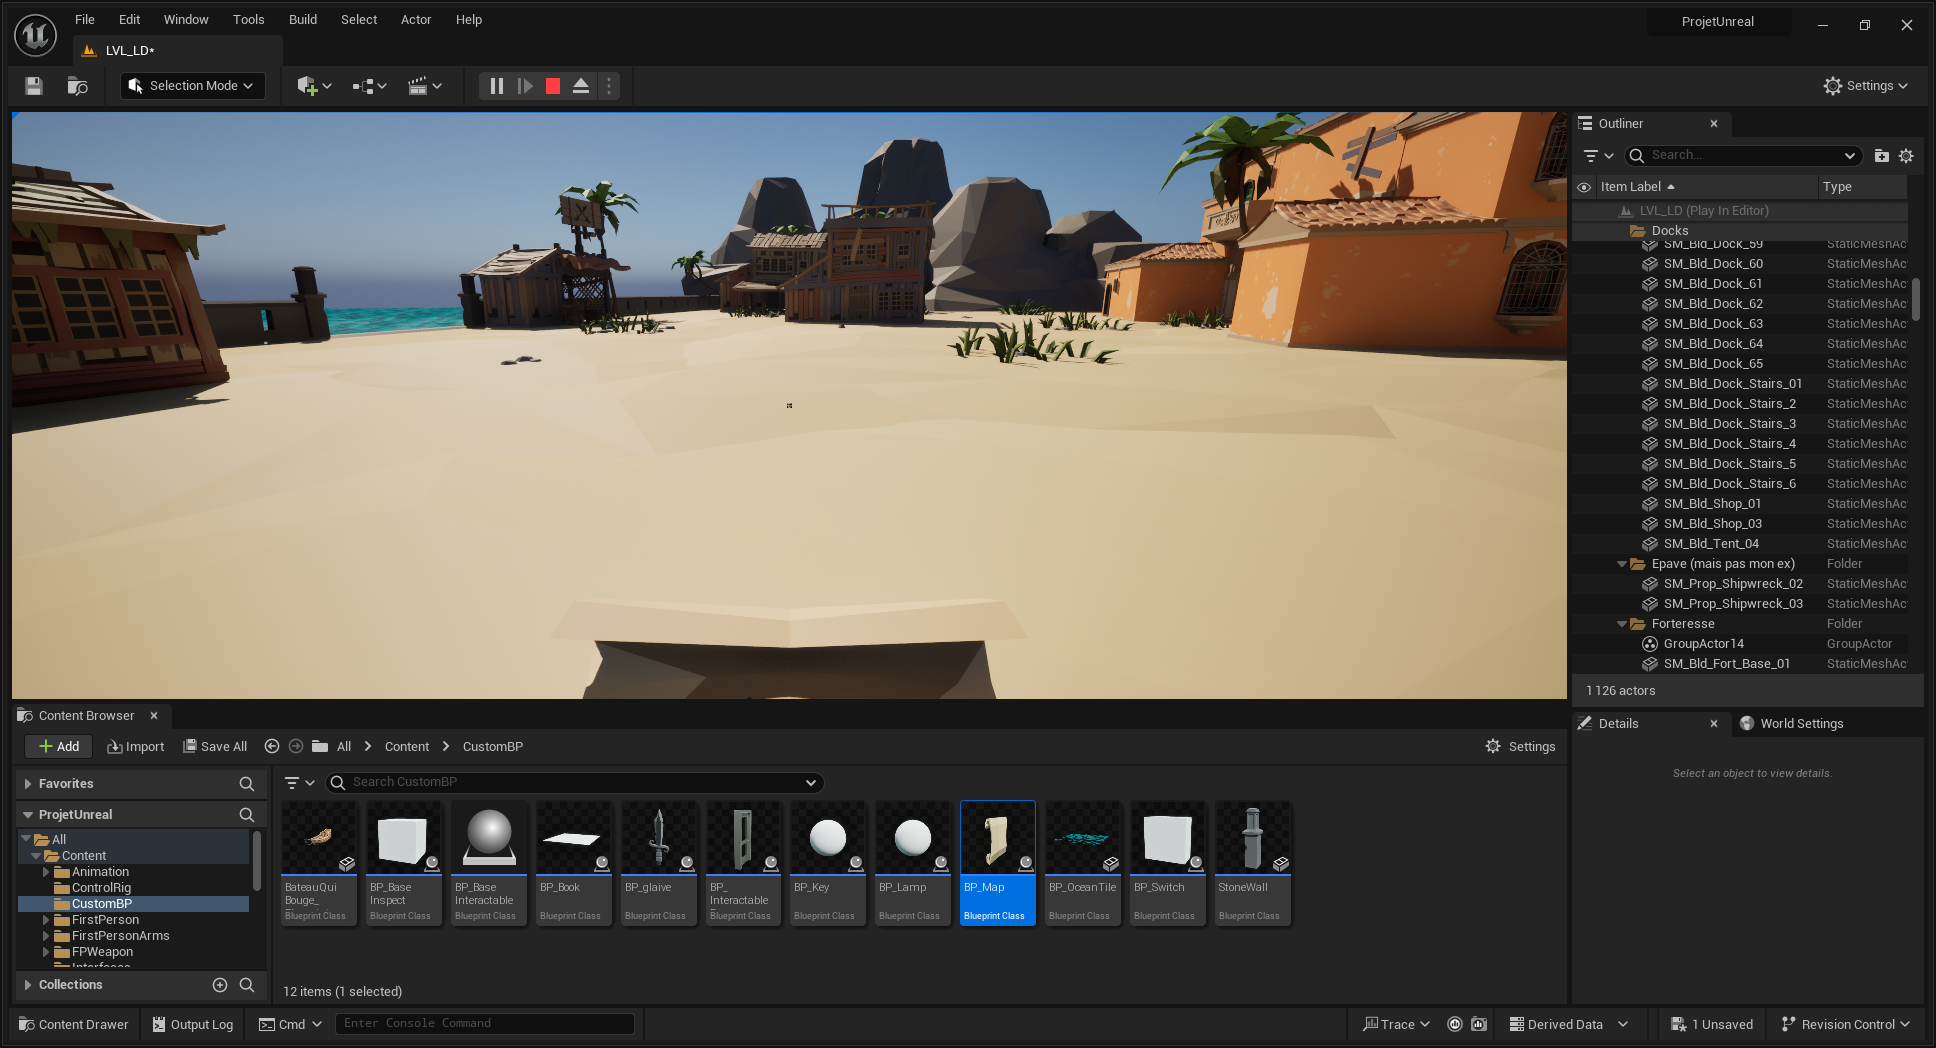 File Edit Window Tools Build Select Actor Help
ProjetUnreal
LVL_LD*
Selection Mode
Settings
Outliner
Search...
Item Label Type
LVL_LD (Play In Editor)
Docks
SM_Bld_Dock_59 StaticMeshAc
SM_Bld_Dock_60 StaticMeshAc
SM_Bld_Dock_61 StaticMeshAc
SM_Bld_Dock_62 StaticMeshAc
SM_Bld_Dock_63 StaticMeshAc
SM_Bld_Dock_64 StaticMeshAc
SM_Bld_Dock_65 StaticMeshAc
SM_Bld_Dock_Stairs_01 StaticMeshAc
SM_Bld_Dock_Stairs_2 StaticMeshAc
SM_Bld_Dock_Stairs_3 StaticMeshAc
SM_Bld_Dock_Stairs_4 StaticMeshAc
SM_Bld_Dock_Stairs_5 StaticMeshAc
SM_Bld_Dock_Stairs_6 StaticMeshAc
SM_Bld_Shop_01 StaticMeshAc
SM_Bld_Shop_03 StaticMeshAc
SM_Bld_Tent_04 StaticMeshAc
Epave (mais pas mon ex) Folder
SM_Prop_Shipwreck_02 StaticMeshAc
SM_Prop_Shipwreck_03 StaticMeshAc
Forteresse Folder
GroupActor14 GroupActor
SM_Bld_Fort_Base_01 StaticMeshAc
1 126 actors
Details World Settings
Select an object to view details.
Content Browser
Add Import Save All All Content CustomBP Settings
Favorites
ProjetUnreal
All
Content
Animation
ControlRig
CustomBP
FirstPerson
FirstPersonArms
FPWeapon
Interfaces
Collections
Search CustomBP
BateauQui
Bouge_
Blueprint Class
BP_Base
Inspect
Blueprint Class
BP_Base
Interactable
Blueprint Class
BP_Book
Blueprint Class
BP_glaive
Blueprint Class
BP_
Interactable
Blueprint Class
BP_Key
Blueprint Class
BP_Lamp
Blueprint Class
BP_Map
Blueprint Class
BP_OceanTile
Blueprint Class
BP_Switch
Blueprint Class
StoneWall
Blueprint Class
12 items (1 selected)
Content Drawer Output Log Cmd Enter Console Command Trace Derived Data 1 Unsaved Revision Control